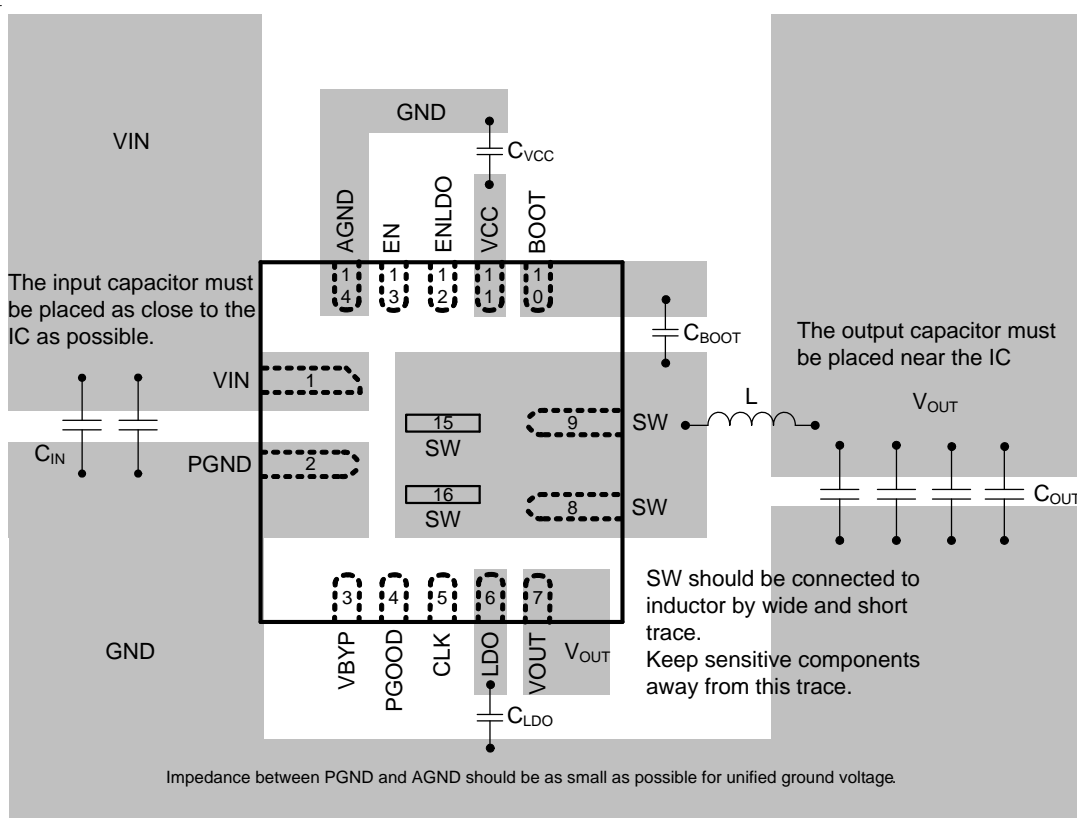 VIN
GND
CVCC
AGND
EN
ENLDO
VCC
BOOT
14
13
12
11
10
The input capacitor must
be placed as close to the
IC as possible.
CBOOT
The output capacitor must
be placed near the IC
VIN
1
L
VOUT
15
SW
9
SW
CIN
PGND
2
16
SW
8
SW
COUT
3
4
5
6
7
VBYP
PGOOD
CLK
LDO
VOUT
VOUT
SW should be connected to
inductor by wide and short
trace.
Keep sensitive components
away from this trace.
GND
CLDO
Impedance between PGND and AGND should be as small as possible for unified ground voltage.